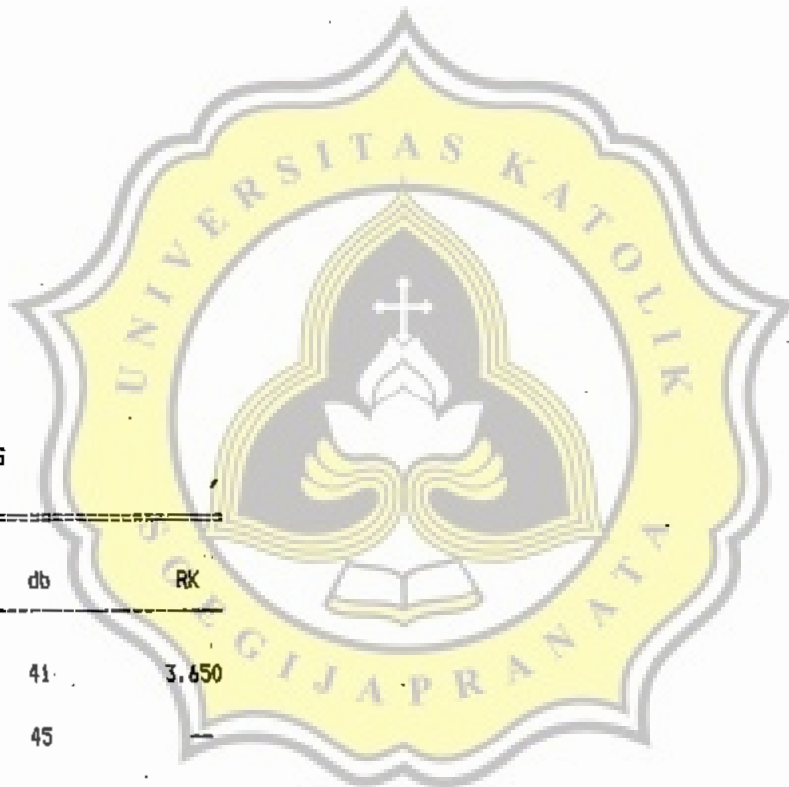 UNIVERSITAS KATOLIK
G
db RK
41 3.650
45 —
SOEGIJAPRANATA